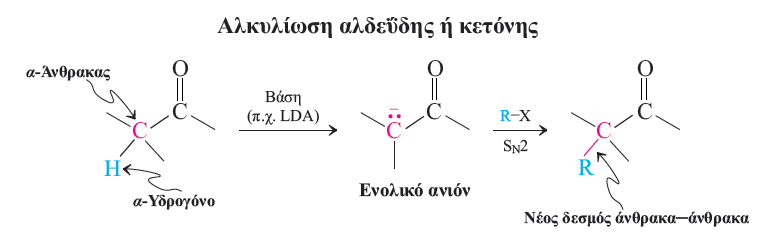 Αλκυλίωση αλδεΰδης ή κετόνης
α-Άνθρακας
O
C
C
H
α-Υδρογόνο
Βάση
(π.χ. LDA)
O
C
C
Ενολικό ανιόν
R–X
SN2
O
C
C
R
Νέος δεσμός άνθρακα—άνθρακα